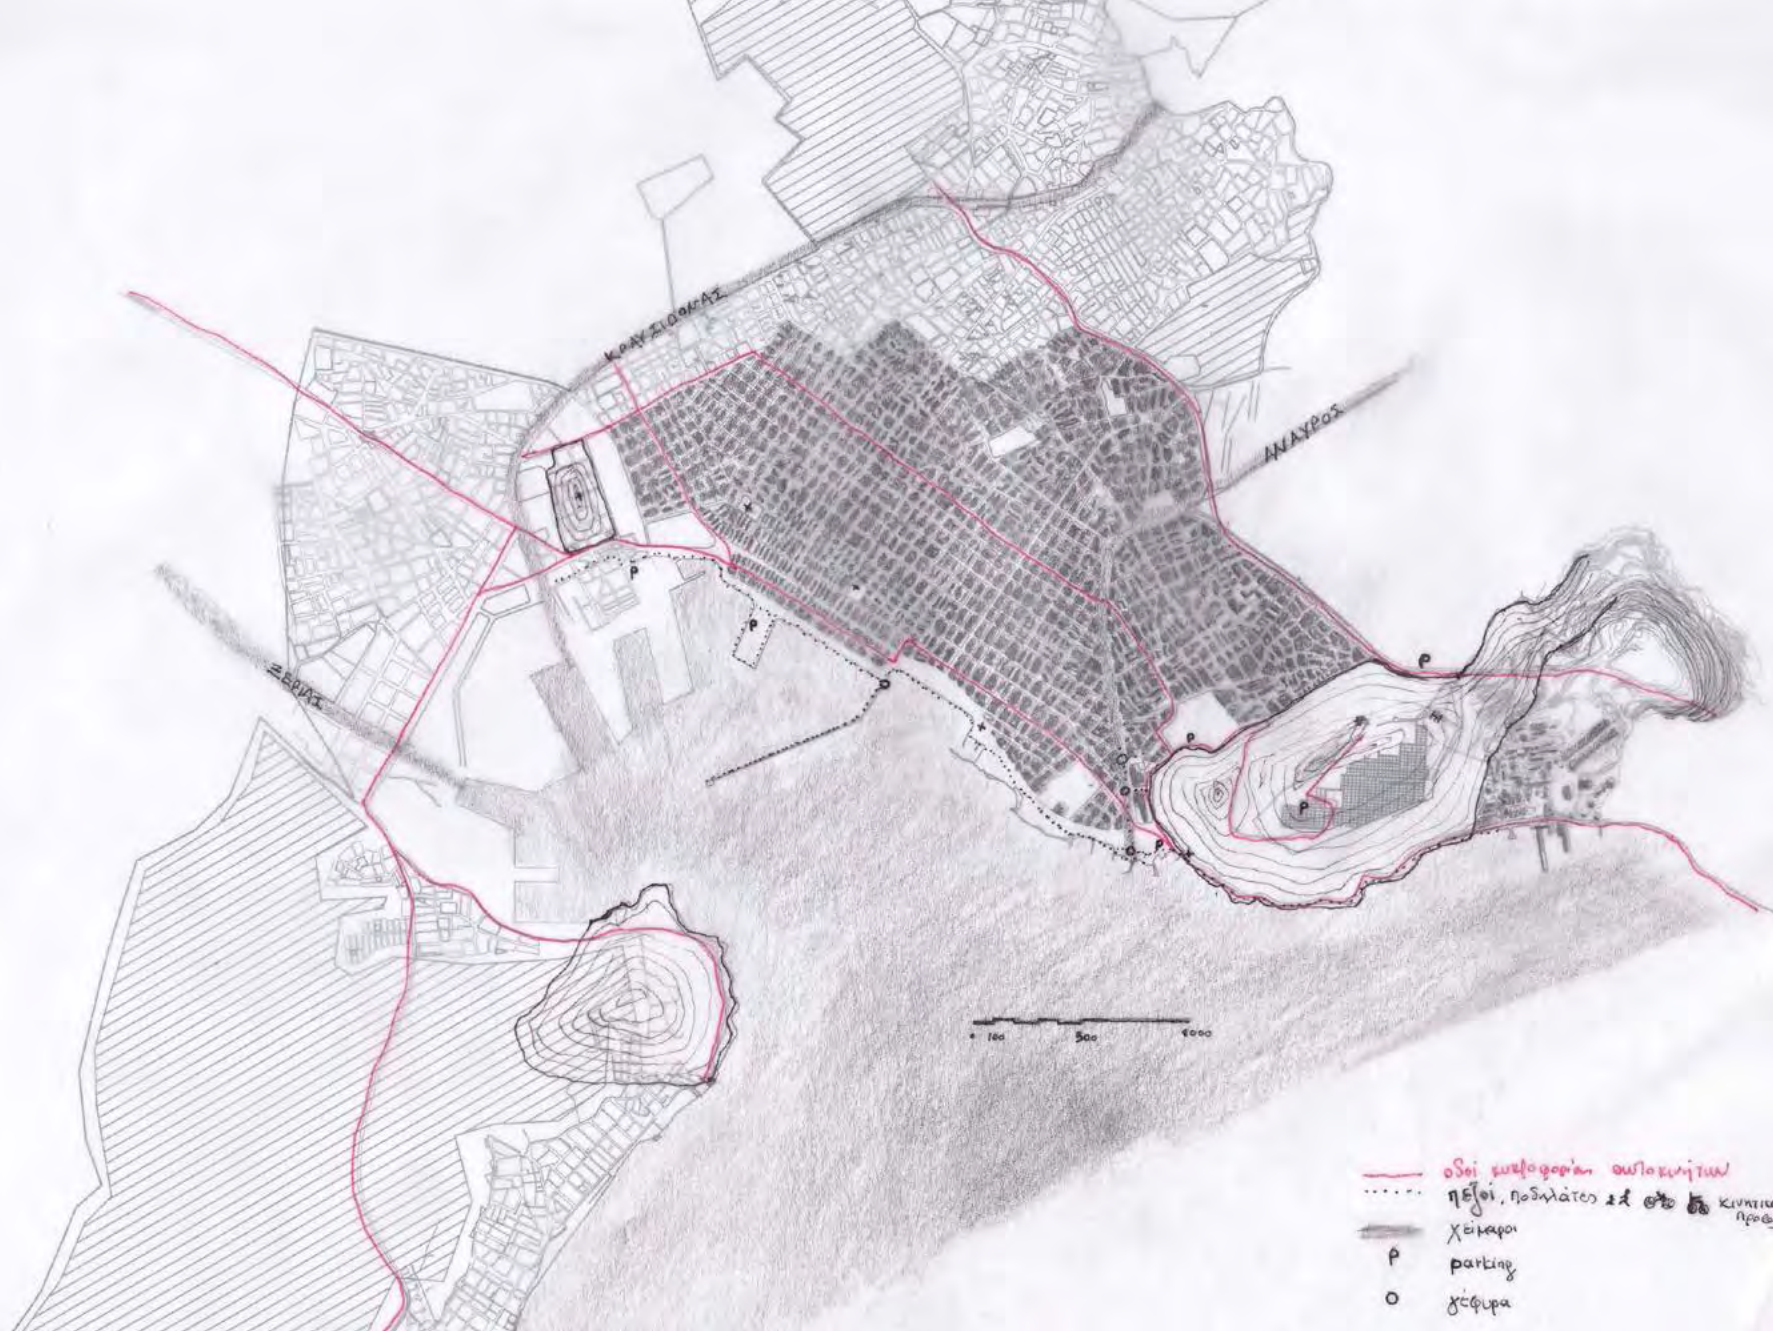 ΚΡΑΥΣΙΔΩΝΑΣ
ΑΝΑΥΡΟΣ
ΞΕΡΙΑΣ
P
P
P
P
P
P
100 500 1000
οδοί κυκλοφορίας αυτοκινήτων
πεζοί, ποδηλάτες
χείμαροι
P parking
γέφυρα